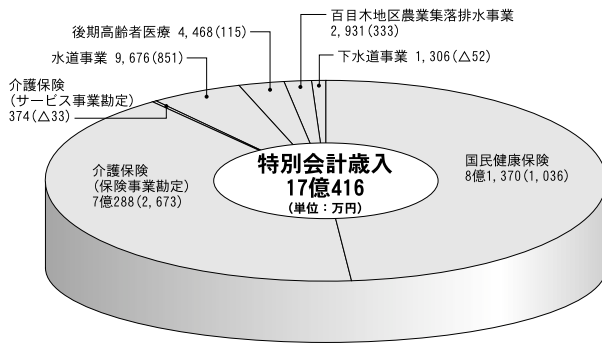 百目木地区農業集落排水事業
2,931(333)
後期高齢者医療 4,468(115)
水道事業 9,676(851)
下水道事業 1,306(△52)
介護保険
(サービス事業勘定)
374(△33)
介護保険
(保険事業勘定)
7億288(2,673)
特別会計歳入
17億416
(単位:万円)
国民健康保険
8億1,370(1,036)